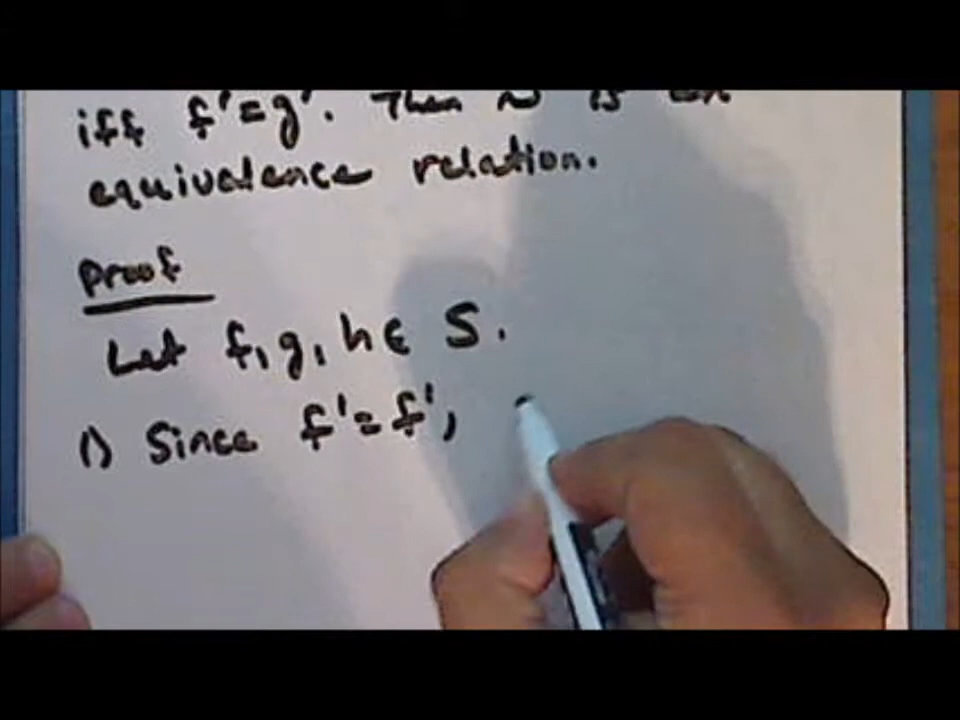 iff f' = g'. Then ~ is an
equivalence relation.
Proof
Let f, g, h ∈ S.
1) Since f' = f',